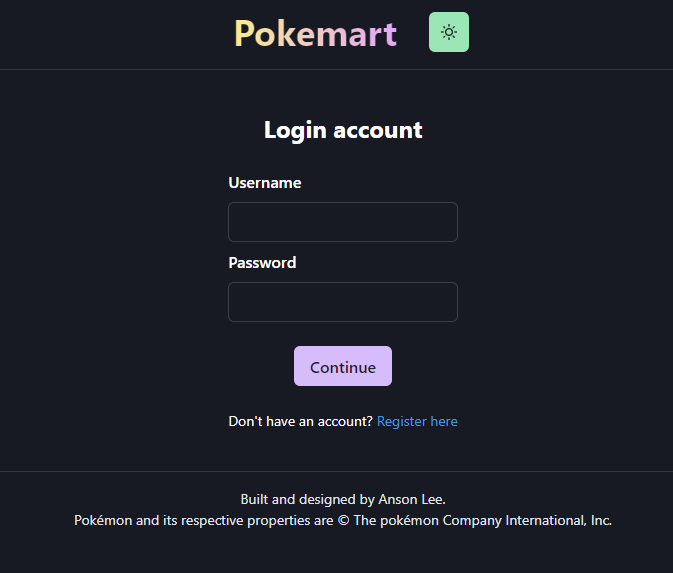 Pokemart
Login account
Username
Password
Continue
Don't have an account? Register here
Built and designed by Anson Lee.
Pokémon and its respective properties are © The pokémon Company International, Inc.